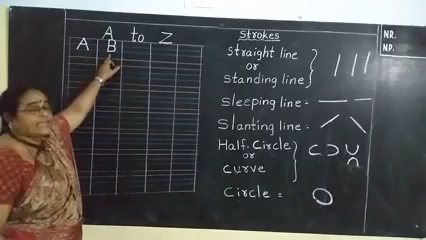 A to Z
A B
Strokes
Straight line
or
Standing line
Sleeping line =
Slanting line =
Half-Circle
or
curve
Circle =
NR.
NP.